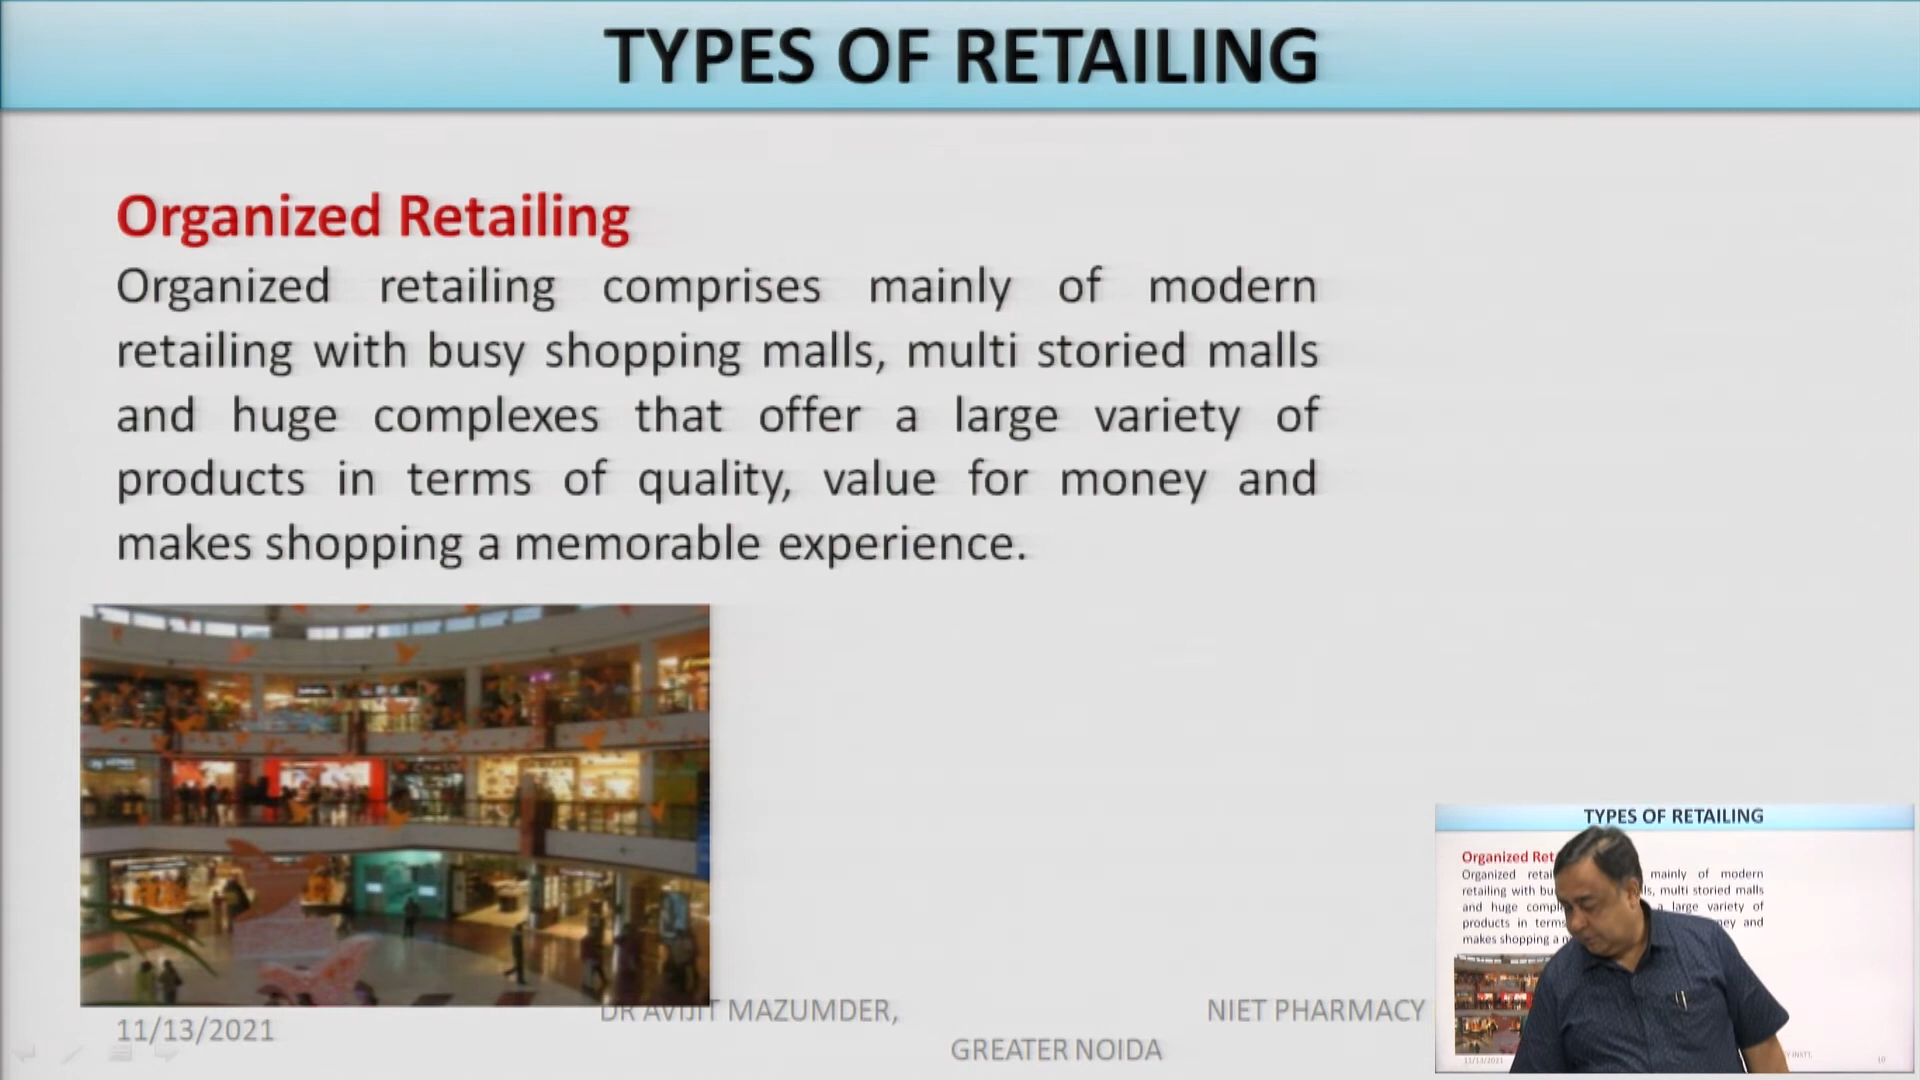 TYPES OF RETAILING
Organized Retailing
Organized retailing comprises mainly of modern
retailing with busy shopping malls, multi storied malls
and huge complexes that offer a large variety of
products in terms of quality, value for money and
makes shopping a memorable experience.
11/13/2021
DR AVIJIT MAZUMDER,
NIET PHARMACY
GREATER NOIDA
TYPES OF RETAILING
Organized Ret
Organized retai mainly of modern
retailing with bu ls, multi storied malls
and huge compl a large variety of
products in terms ney and
makes shopping a
11/13/2021
10